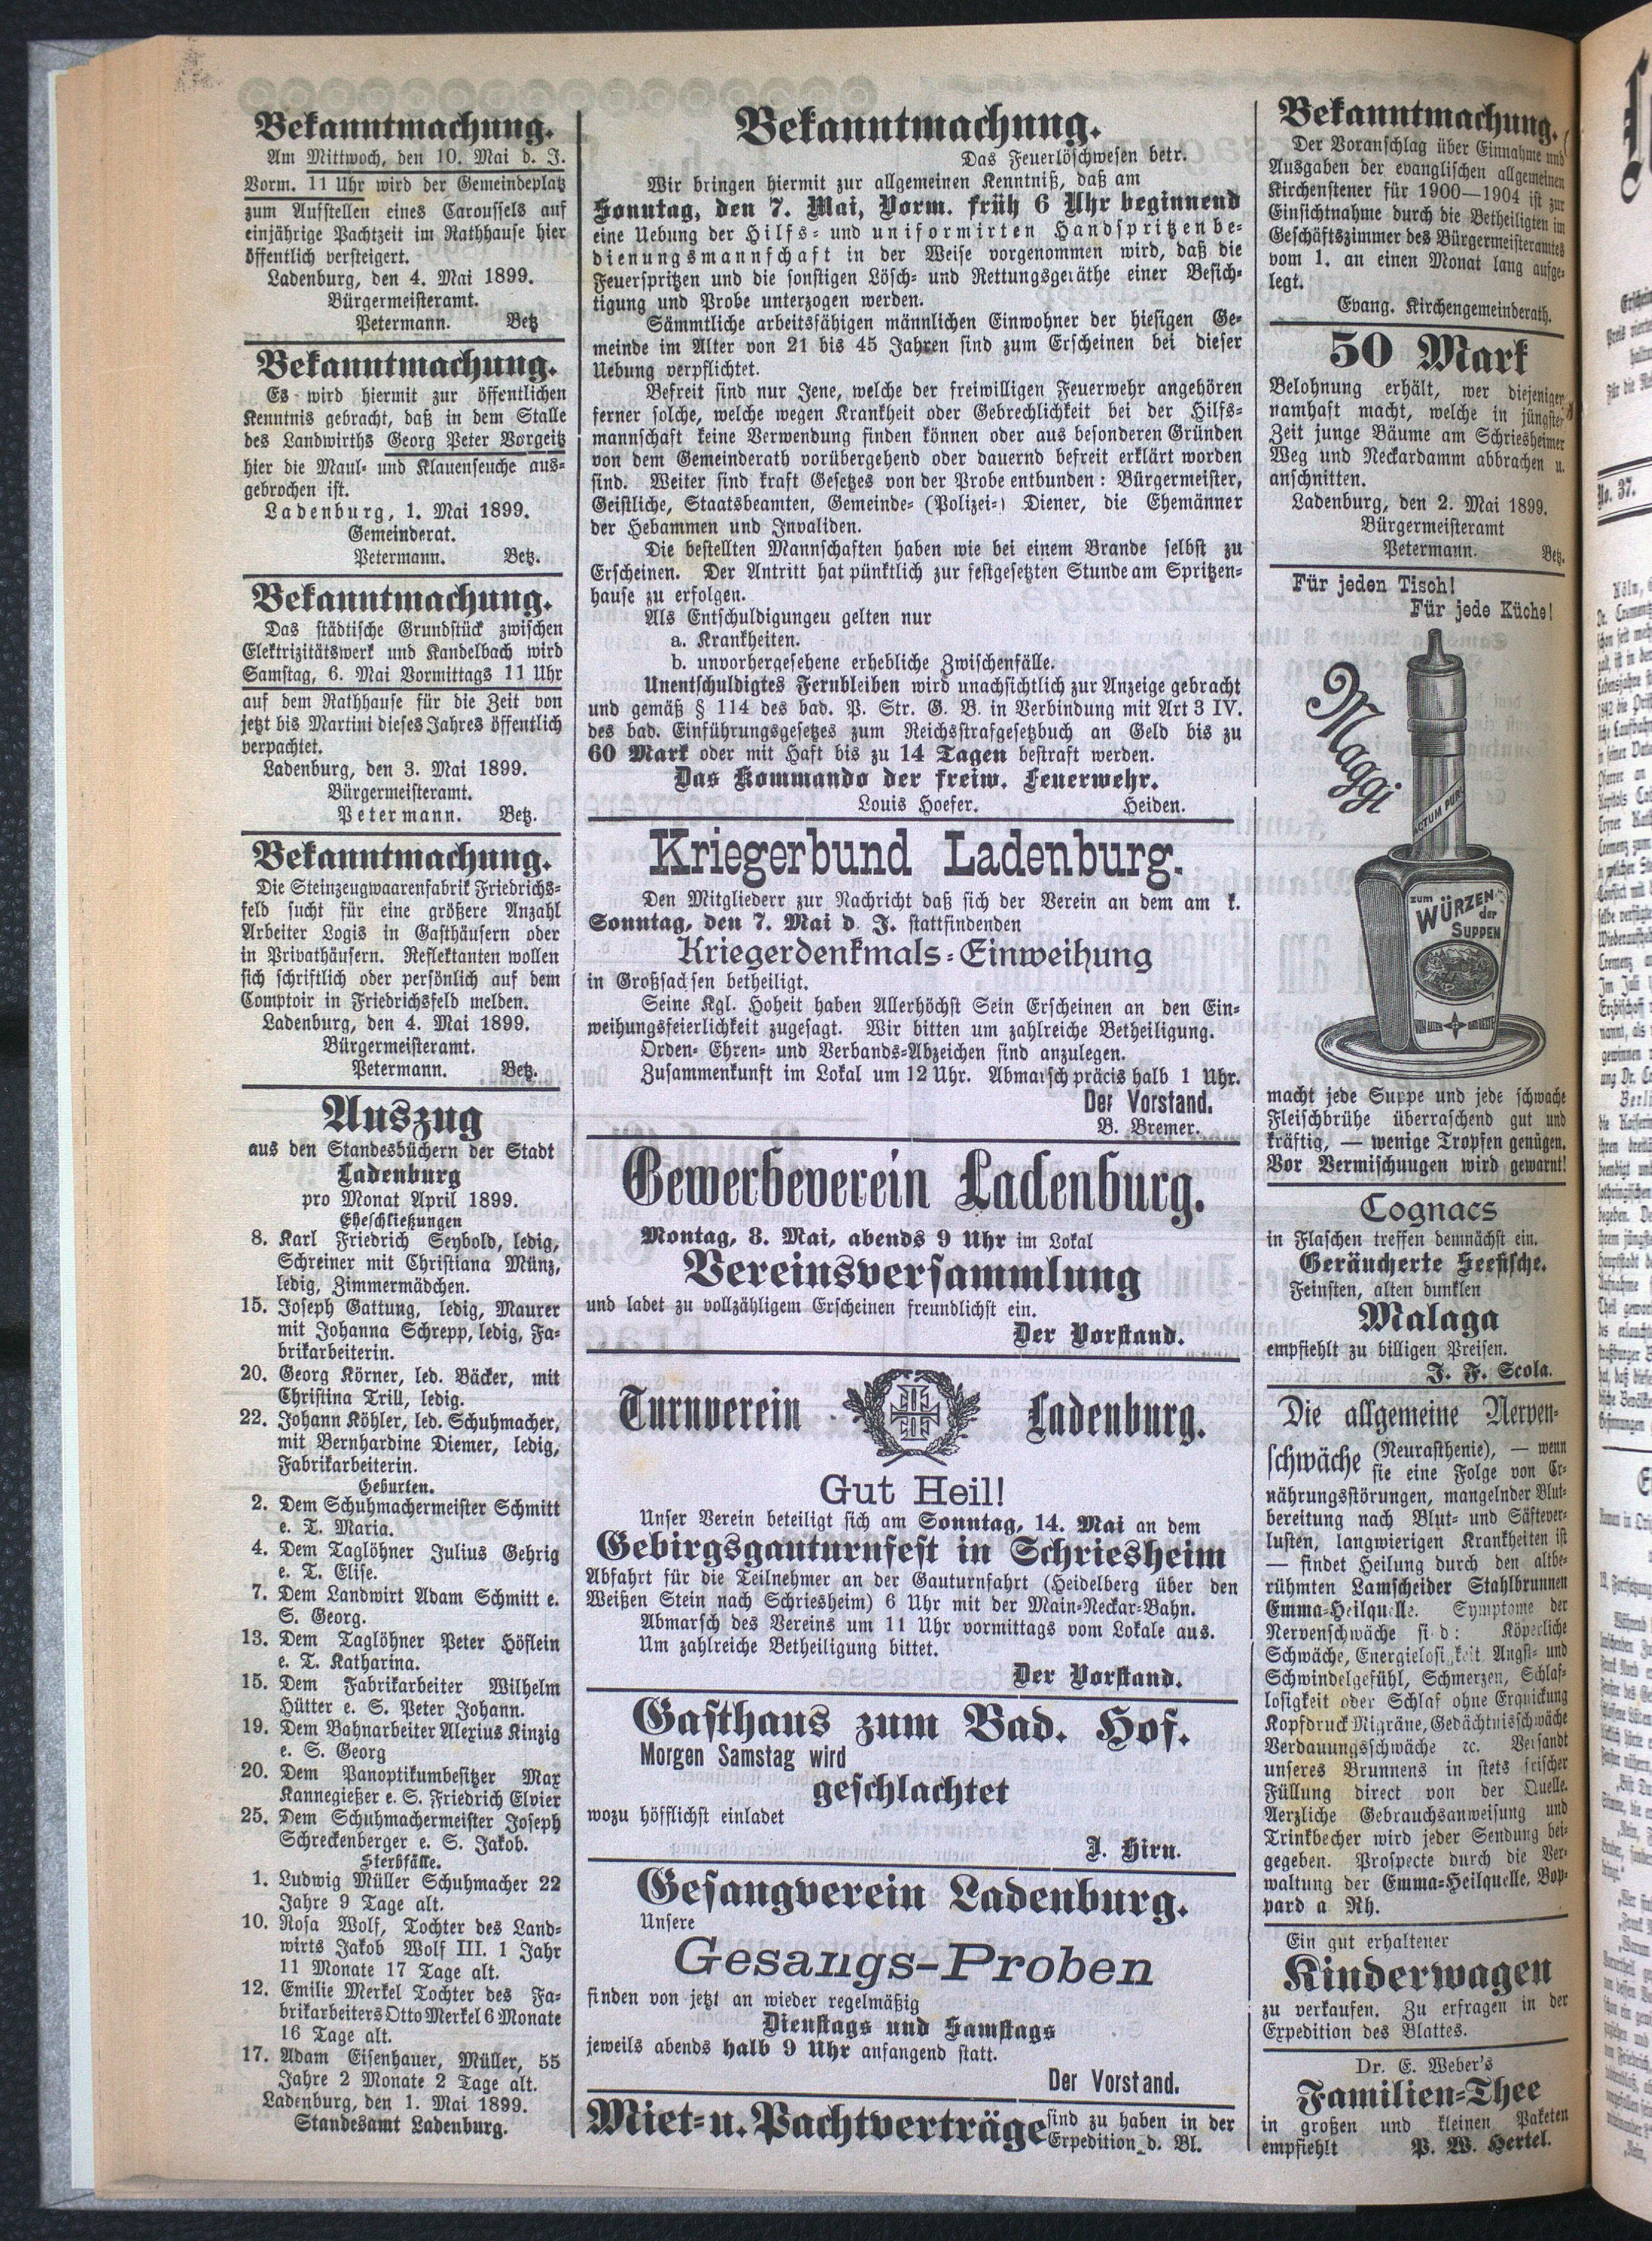 Bekanntmachung.
Am Mittwoch, den 10. Mai d. J.
Vorm. 11 Uhr wird der Gemeindeplatz
zum Aufstellen eines Caroussels auf
einjährige Pachtzeit im Rathhause hier
öffentlich versteigert.
Ladenburg, den 4. Mai 1899.
Bürgermeisteramt.
Petermann. Betz
Bekanntmachung.
Es wird hiermit zur öffentlichen
Kenntnis gebracht, daß in dem Stalle
des Landwirths Georg Peter Vorgeitz
hier die Maul- und Klauenseuche aus-
gebrochen ist.
Ladenburg, 1. Mai 1899.
Gemeinderat.
Petermann. Betz.
Bekanntmachung.
Das städtische Grundstück zwischen
Elektrizitätswerk und Kandelbach wird
Samstag, 6. Mai Vormittags 11 Uhr
auf dem Rathhause für die Zeit von
jetzt bis Martini dieses Jahres öffentlich
verpachtet.
Ladenburg, den 3. Mai 1899.
Bürgermeisteramt.
Petermann. Betz.
Bekanntmachung.
Die Steinzeugwaarenfabrik Friedrichs-
feld sucht für eine größere Anzahl
Arbeiter Logis in Gasthäusern oder
in Privathäusern. Reflektanten wollen
sich schriftlich oder persönlich auf dem
Comptoir in Friedrichsfeld melden.
Ladenburg, den 4. Mai 1899.
Bürgermeisteramt.
Petermann. Betz.
Auszug
aus den Standesbüchern der Stadt
Ladenburg
pro Monat April 1899.
Eheschließungen
8. Karl Friedrich Seybold, ledig,
Schreiner mit Christiana Münz,
ledig, Zimmermädchen.
15. Joseph Gattung, ledig, Maurer
mit Johanna Schrepp, ledig, Fa-
brikarbeiterin.
20. Georg Körner, led. Bäcker, mit
Christina Trill, ledig.
22. Johann Köhler, led. Schuhmacher,
mit Bernhardine Diemer, ledig,
Fabrikarbeiterin.
Geburten.
2. Dem Schuhmachermeister Schmitt
e. T. Maria.
4. Dem Taglöhner Julius Gehrig
e. T. Elise.
7. Dem Landwirt Adam Schmitt e.
S. Georg.
13. Dem Taglöhner Peter Höflein
e. T. Katharina.
15. Dem Fabrikarbeiter Wilhelm
Hütter e. S. Peter Johann.
19. Dem Bahnarbeiter Alexius Kinzig
e. S. Georg
20. Dem Panoptikumbesitzer Max
Kannegießer e. S. Friedrich Elvier
25. Dem Schuhmachermeister Joseph
Schreckenberger e. S. Jakob.
Sterbfälle.
1. Ludwig Müller Schuhmacher 22
Jahre 9 Tage alt.
10. Rosa Wolf, Tochter des Land-
wirts Jakob Wolf III. 1 Jahr
11 Monate 17 Tage alt.
12. Emilie Merkel Tochter des Fa-
brikarbeiters Otto Merkel 6 Monate
16 Tage alt.
17. Adam Eisenhauer, Müller, 55
Jahre 2 Monate 2 Tage alt.
Ladenburg, den 1. Mai 1899.
Standesamt Ladenburg.
Bekanntmachung.
Das Feuerlöschwesen betr.
Wir bringen hiermit zur allgemeinen Kenntniß, daß am
Sonntag, den 7. Mai, Vorm. früh 6 Uhr beginnend
eine Uebung der Hilfs- und uniformirten Handspritzenbe-
dienungsmannschaft in der Weise vorgenommen wird, daß die
Feuerspritzen und die sonstigen Lösch- und Rettungsgeräthe einer Besich-
tigung und Probe unterzogen werden.
Sämmtliche arbeitsfähigen männlichen Einwohner der hiesigen Ge-
meinde im Alter von 21 bis 45 Jahren sind zum Erscheinen bei dieser
Uebung verpflichtet.
Befreit sind nur Jene, welche der freiwilligen Feuerwehr angehören
ferner solche, welche wegen Krankheit oder Gebrechlichkeit bei der Hilfs-
mannschaft keine Verwendung finden können oder aus besonderen Gründen
von dem Gemeinderath vorübergehend oder dauernd befreit erklärt worden
sind. Weiter sind kraft Gesetzes von der Probe entbunden: Bürgermeister,
Geistliche, Staatsbeamten, Gemeinde- (Polizei-) Diener, die Ehemänner
der Hebammen und Invaliden.
Die bestellten Mannschaften haben wie bei einem Brande selbst zu
Erscheinen. Der Antritt hat pünktlich zur festgesetzten Stunde am Spritzen-
hause zu erfolgen.
Als Entschuldigungen gelten nur
a. Krankheiten.
b. unvorhergesehene erhebliche Zwischenfälle.
Unentschuldigtes Fernbleiben wird unachsichtlich zur Anzeige gebracht
und gemäß § 114 des bad. P. Str. G. B. in Verbindung mit Art 3 IV.
des bad. Einführungsgesetzes zum Reichsstrafgesetzbuch an Geld bis zu
60 Mark oder mit Haft bis zu 14 Tagen bestraft werden.
Das Kommando der freiw. Feuerwehr.
Louis Hoefer. Heiden.
Kriegerbund Ladenburg.
Den Mitgliederr zur Nachricht daß sich der Verein an dem am k.
Sonntag, den 7. Mai d. J. stattfindenden
Kriegerdenkmals-Einweihung
in Großsachsen betheiligt.
Seine Kgl. Hoheit haben Allerhöchst Sein Erscheinen an den Ein-
weihungsfeierlichkeit zugesagt. Wir bitten um zahlreiche Betheiligung.
Orden- Ehren- und Verbands-Abzeichen sind anzulegen.
Zusammenkunft im Lokal um 12 Uhr. Abmarsch präcis halb 1 Uhr.
Der Vorstand.
B. Bremer.
Gewerbeverein Ladenburg.
Montag, 8. Mai, abends 9 Uhr im Lokal
Vereinsversammlung
und ladet zu vollzähligem Erscheinen freundlichst ein.
Der Vorstand.
Turnverein Ladenburg.
Gut Heil!
Unser Verein beteiligt sich am Sonntag, 14. Mai an dem
Gebirgsgauturnfest in Schriesheim
Abfahrt für die Teilnehmer an der Gauturnfahrt (Heidelberg über den
Weißen Stein nach Schriesheim) 6 Uhr mit der Main-Neckar-Bahn.
Abmarsch des Vereins um 11 Uhr vormittags vom Lokale aus.
Um zahlreiche Betheiligung bittet.
Der Vorstand.
Gasthaus zum Bad. Hof.
Morgen Samstag wird
geschlachtet
wozu höfflichst einladet
J. Hirn.
Gesangverein Ladenburg.
Unsere
Gesangs-Proben
finden von jetzt an wieder regelmäßig
Dienstags und Samstags
jeweils abends halb 9 Uhr anfangend statt.
Der Vorstand.
Miet- u. Pachtverträge sind zu haben in der
Expedition d. Bl.
Bekanntmachung.
Der Voranschlag über Einnahme und
Ausgaben der evanglischen allgemeinen
Kirchenstener für 1900—1904 ist zur
Einsichtnahme durch die Betheiligten im
Geschäftszimmer des Bürgermeisteramtes
vom 1. an einen Monat lang aufge-
legt.
Evang. Kirchengemeinderath.
50 Mark
Belohnung erhält, wer diejenigen
namhaft macht, welche in jüngster
Zeit junge Bäume am Schriesheimer
Weg und Neckardamm abbrachen u.
anschnitten.
Ladenburg, den 2. Mai 1899.
Bürgermeisteramt
Petermann. Betz.
Für jeden Tisch!
Für jede Küche!
Maggi
zum
WÜRZEN
der
SUPPEN
macht jede Suppe und jede schwache
Fleischbrühe überraschend gut und
kräftig, — wenige Tropfen genügen.
Vor Vermischungen wird gewarnt!
Cognacs
in Flaschen treffen demnächst ein.
Geräucherte Seefische.
Feinsten, alten dunklen
Malaga
empfiehlt zu billigen Preisen.
J. F. Scola.
Die allgemeine Nerven-
schwäche (Neurasthenie), — wenn
sie eine Folge von Er-
nährungsstörungen, mangelnder Blut-
bereitung nach Blut- und Säftever-
lusten, langwierigen Krankheiten ist
— findet Heilung durch den altbe-
rühmten Lamscheider Stahlbrunnen
Emma-Heilquelle. Symptome der
Nervenschwäche sind: Köperliche
Schwäche, Energielosigkeit Angst- und
Schwindelgefühl, Schmerzen, Schlaf-
losigkeit oder Schlaf ohne Erquickung
Kopfdruck Migräne, Gedächtnisschwäche
Verdauungsschwäche ꝛc. Versandt
unseres Brunnens in stets frischer
Füllung direct von der Quelle.
Aerzliche Gebrauchsanweisung und
Trinkbecher wird jeder Sendung bei-
gegeben. Prospecte durch die Ver-
waltung der Emma-Heilquelle, Bop-
pard a Rh.
Ein gut erhaltener
Kinderwagen
zu verkaufen. Zu erfragen in der
Expedition des Blattes.
Dr. E. Weber's
Familien-Thee
in großen und kleinen Paketen
empfiehlt P. W. Hertel.
No. 37.